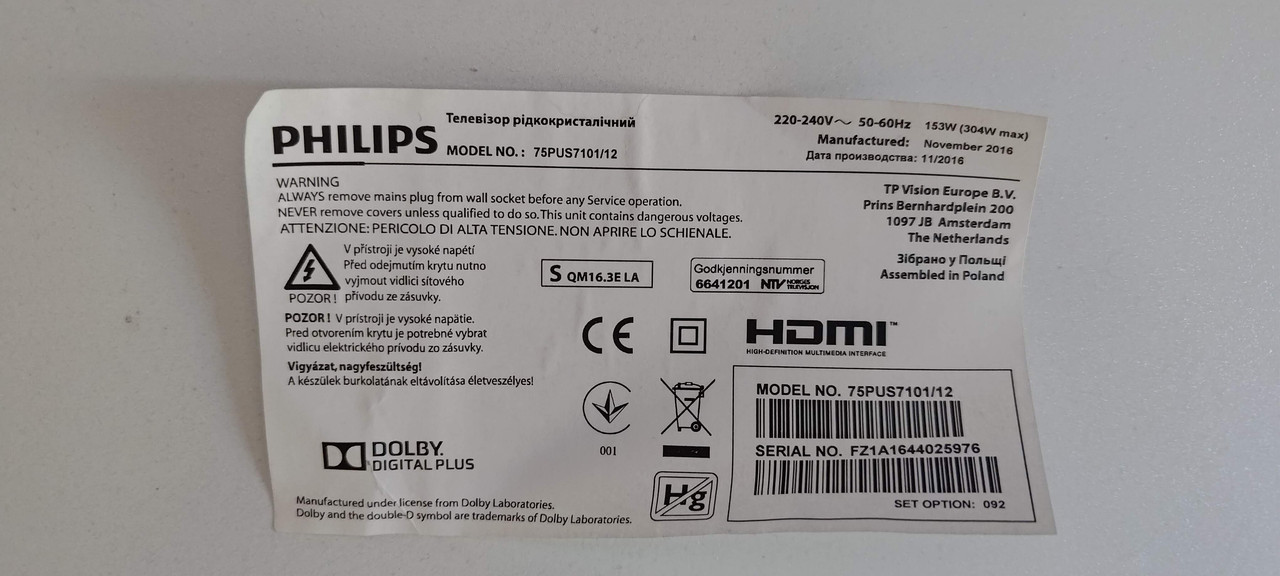 PHILIPS
Телевізор рідкокристалічний
MODEL NO. : 75PUS7101/12
220-240V～ 50-60Hz 153W (304W max)
Manufactured: November 2016
Дата производства: 11/2016
WARNING
ALWAYS remove mains plug from wall socket before any Service operation.
NEVER remove covers unless qualified to do so.This unit contains dangerous voltages.
ATTENZIONE: PERICOLO DI ALTA TENSIONE. NON APRIRE LO SCHIENALE.
TP Vision Europe B.V.
Prins Bernhardplein 200
1097 JB Amsterdam
The Netherlands
Зібрано у Польщі
Assembled in Poland
V přístroji je vysoké napětí
Před odejmutím krytu nutno
vyjmout vidlici síťového
POZOR ! přívodu ze zásuvky.
S QM16.3E LA
Godkjenningsnummer
6641201 NTV NORGES TELEVISJON
POZOR ! V prístroji je vysoké napätie.
Pred otvorením krytu je potrebné vybrat
vidlicu elektrického prívodu zo zásuvky.
Vigyázat, nagyfeszültség!
A készülek burkolatának eltávolítása életveszélyes!
CE
HDMI™
HIGH-DEFINITION MULTIMEDIA INTERFACE
001
Hg
DOLBY.
DIGITAL PLUS
Manufactured under license from Dolby Laboratories.
Dolby and the double-D symbol are trademarks of Dolby Laboratories.
MODEL NO. 75PUS7101/12
SERIAL NO. FZ1A1644025976
SET OPTION: 092